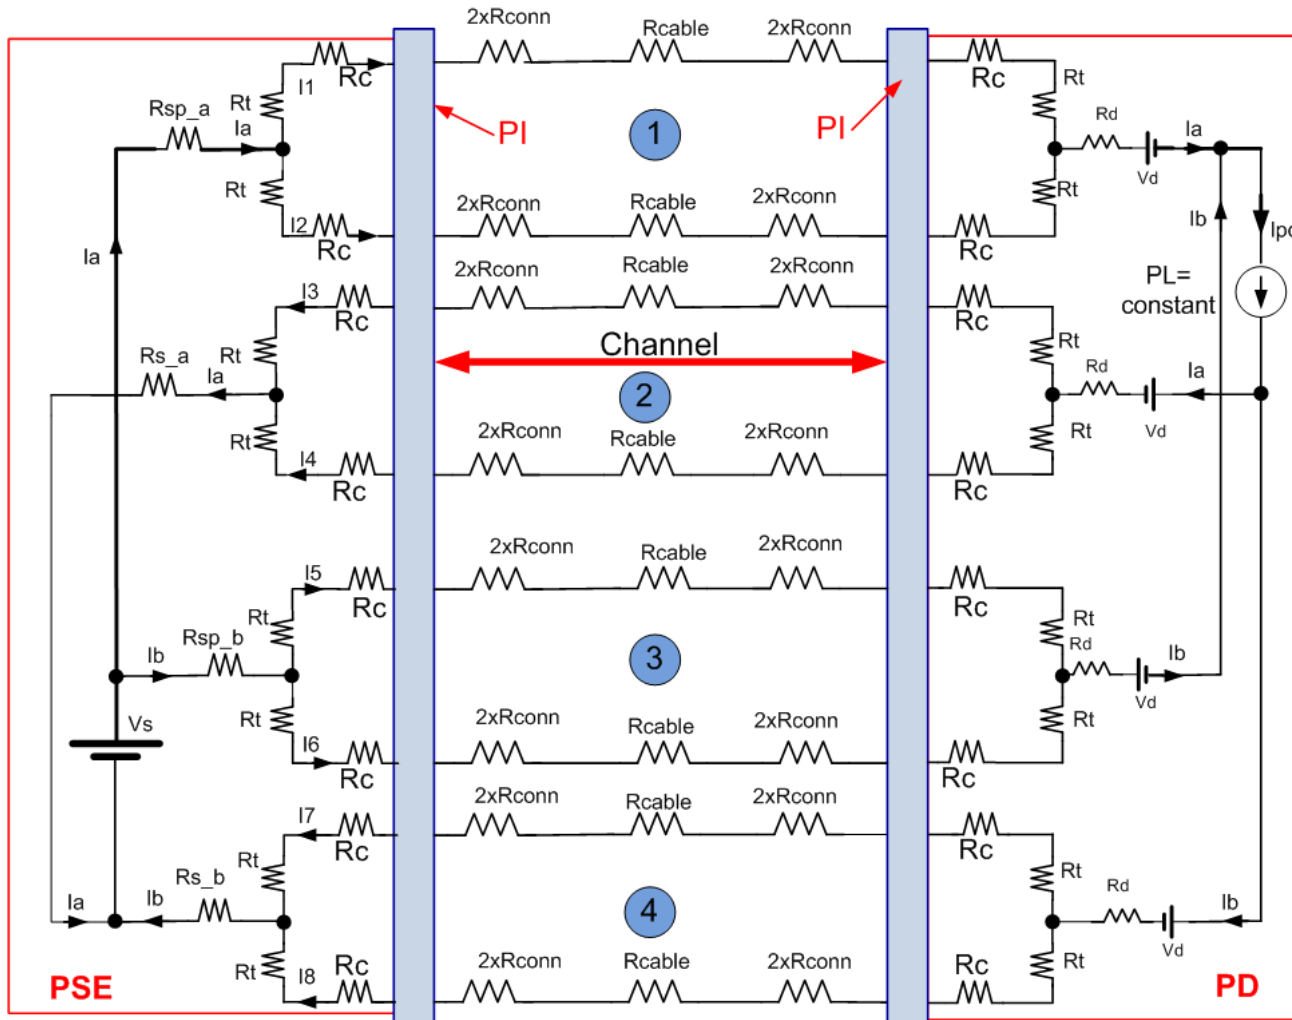 2xRconn
Rcable
2xRconn
Rc
Rc
I1
Rt
Rt
Rsp_a
Rt
Ia
PI
1
PI
Rd
Ia
Vd
Rt
Rt
2xRconn
Rcable
2xRconn
I2
Rc
Rc
Ia
Ib
Ip
2xRconn
Rcable
2xRconn
I3
Rc
Rc
PL=
constant
Channel
Rs_a
Rt
Ia
Rt
Rd
Ia
Vd
2
Rt
Rt
2xRconn
Rcable
2xRconn
I4
Rc
Rc
2xRconn
Rcable
2xRconn
I5
Rc
Rc
Rt
Rt
Rsp_b
Ib
Rd
Ib
Vd
3
Vs
Rt
Rt
2xRconn
Rcable
2xRconn
I6
Rc
Rc
2xRconn
Rcable
2xRconn
I7
Rc
Rc
Rt
Rt
Rs_b
Ia
Ib
Rd
Ib
Vd
4
Rt
Rt
2xRconn
Rcable
2xRconn
I8
Rc
Rc
PSE
PD